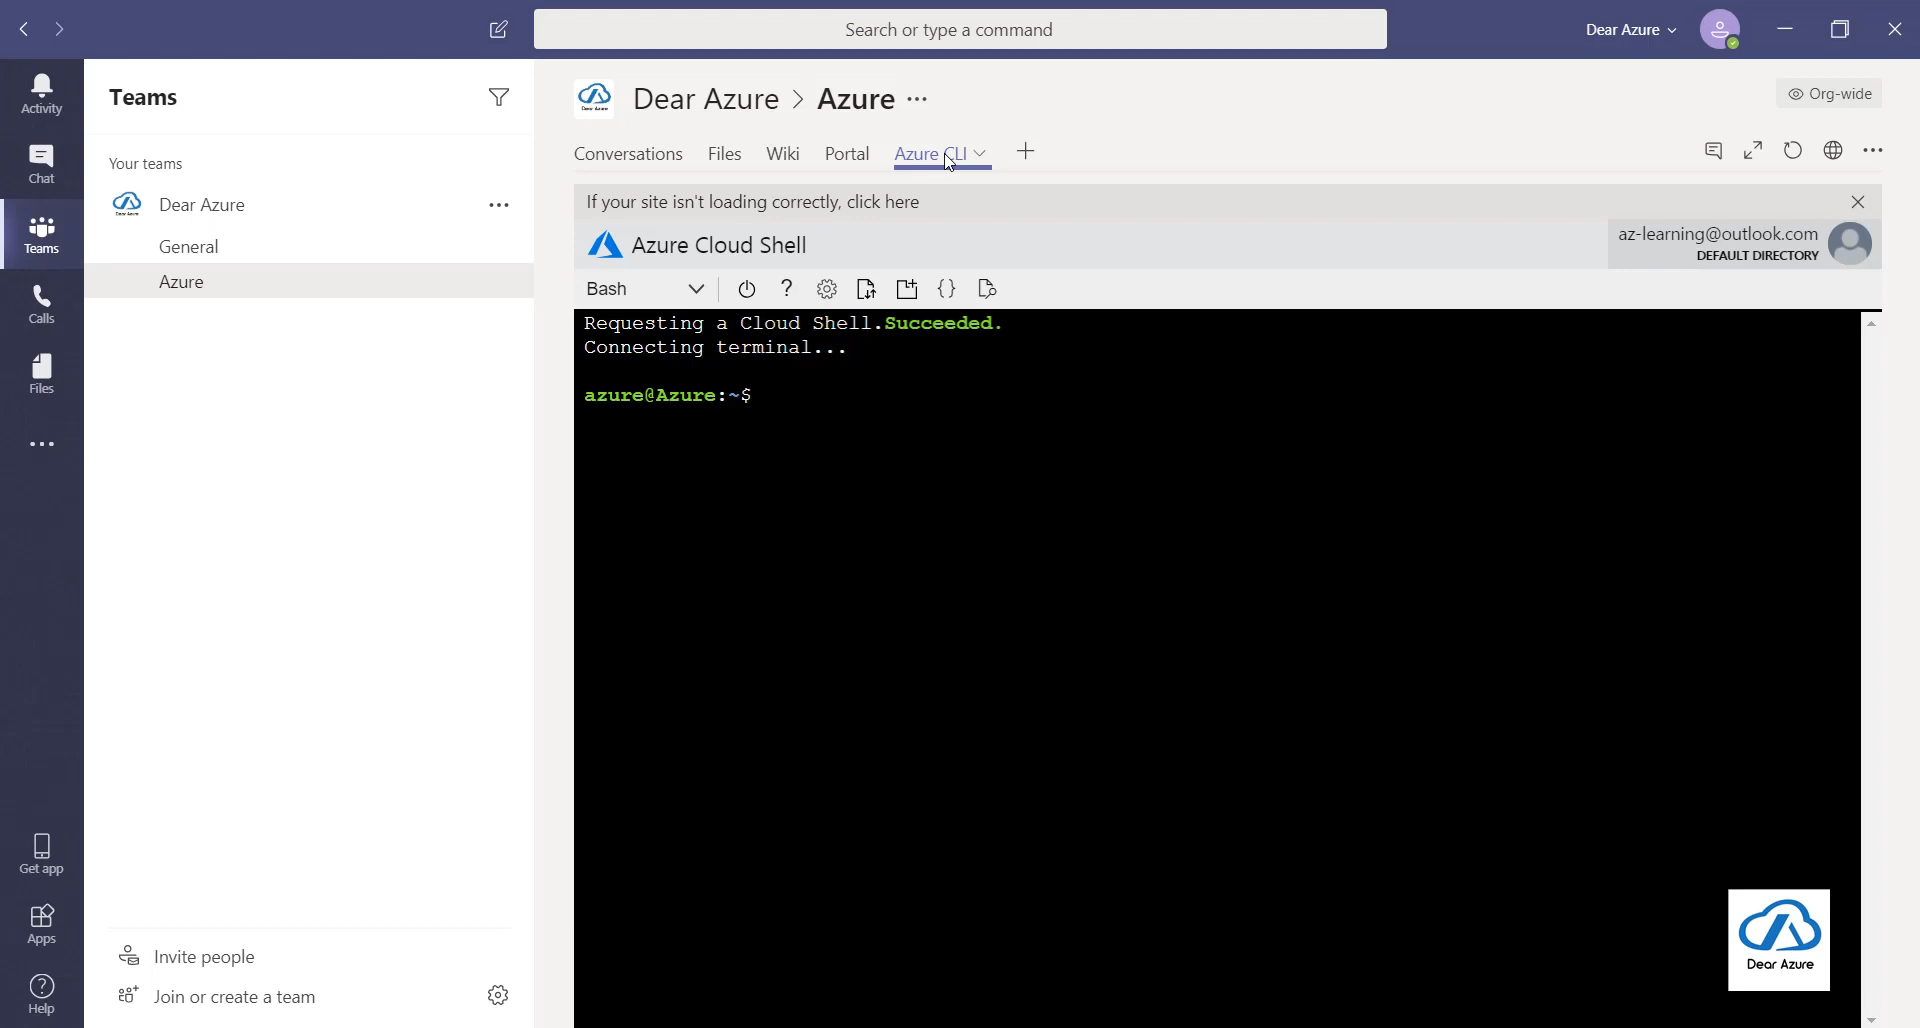 Search or type a command
Dear Azure
Activity
Chat
Teams
Calls
Files
Get app
Apps
Help
Teams
Your teams
Dear Azure
General
Azure
Invite people
Join or create a team
Dear Azure > Azure ...
Org-wide
Conversations Files Wiki Portal Azure CLI
If your site isn't loading correctly, click here
Azure Cloud Shell
az-learning@outlook.com
DEFAULT DIRECTORY
Bash
Requesting a Cloud Shell.Succeeded.
Connecting terminal...
azure@Azure:~$
Dear Azure